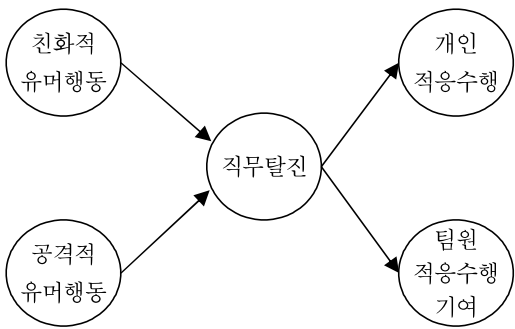 친화적
유머행동
개인
적응수행
직무탈진
공격적
유머행동
팀원
적응수행
기여